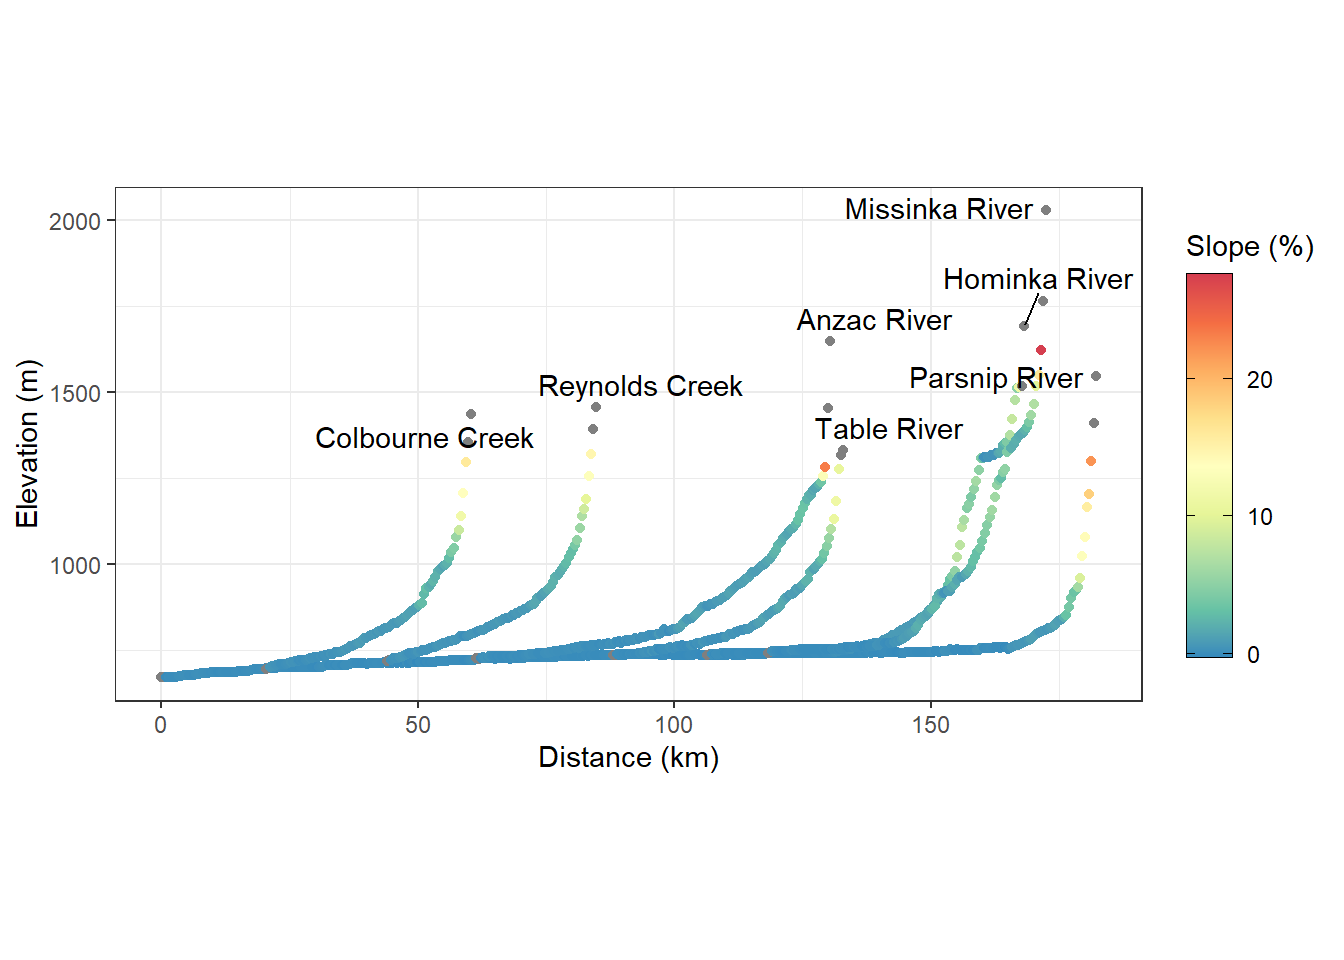 Missinka River
Hominka River
Anzac River
Parsnip River
Reynolds Creek
Table River
Colbourne Creek
2000
1500
1000
Elevation (m)
0
50
100
150
Distance (km)
Slope (%)
20
10
0